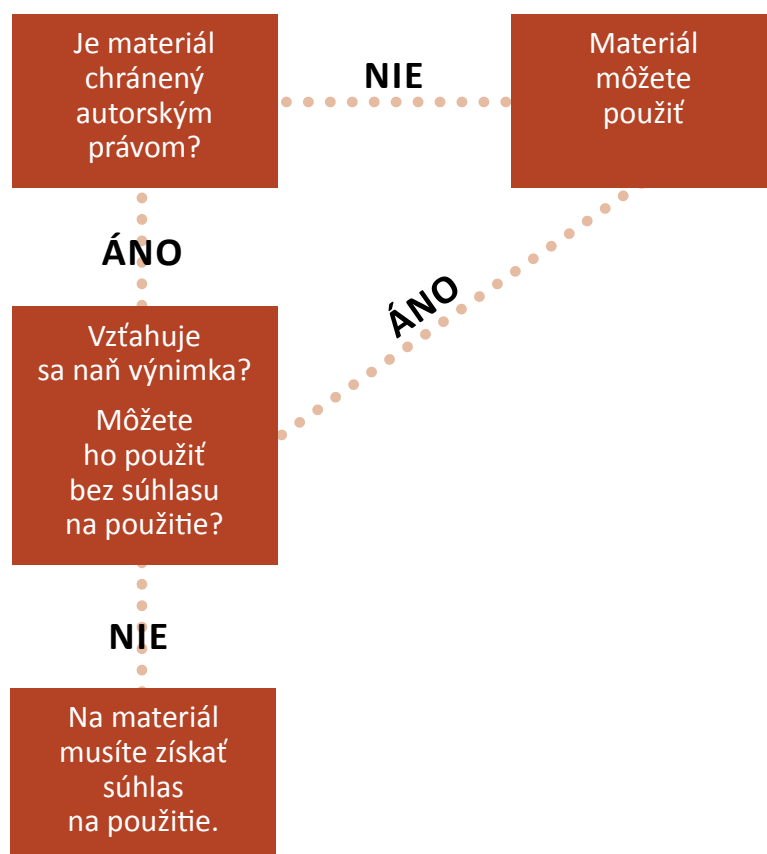 Je materiál
chránený
autorským
právom?
NIE
Materiál
môžete
použiť
ÁNO
ÁNO
Vzťahuje
sa naň výnimka?
Môžete
ho použiť
bez súhlasu
na použitie?
NIE
Na materiál
musíte získať
súhlas
na použitie.